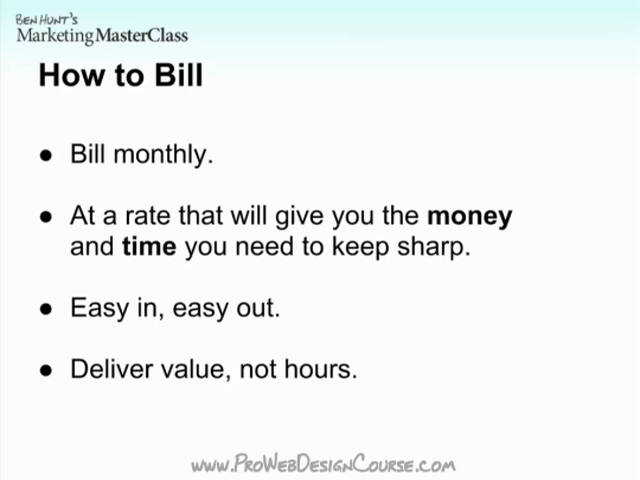 BEN HUNT'S
Marketing MasterClass
How to Bill
● Bill monthly.
● At a rate that will give you the money
and time you need to keep sharp.
● Easy in, easy out.
● Deliver value, not hours.
www.PROWEBDESIGNCOURSE.com